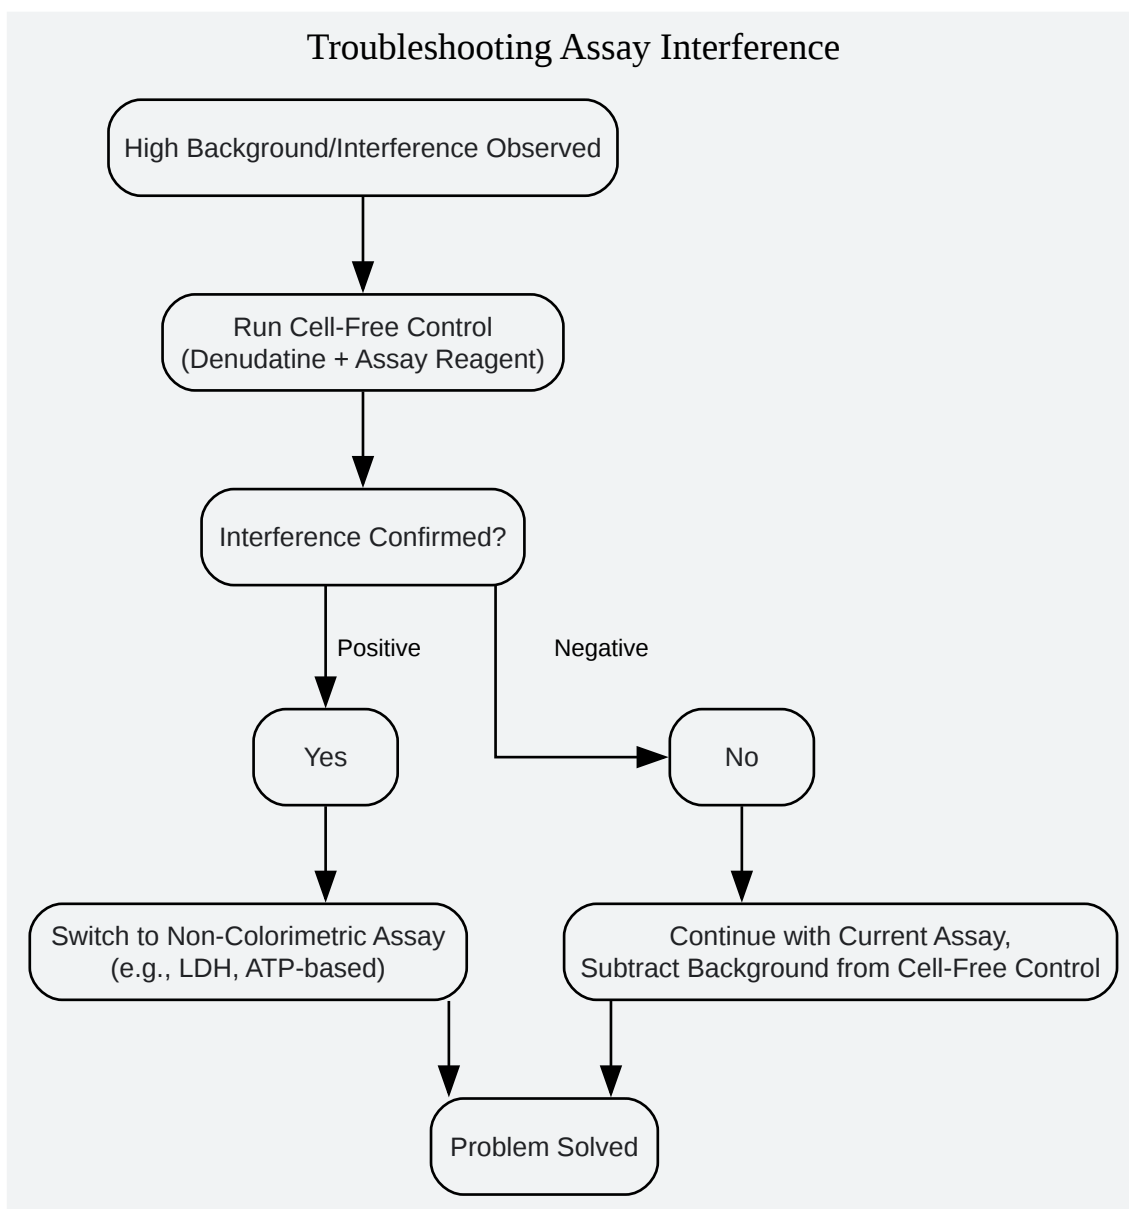 Troubleshooting Assay Interference
High Background/Interference Observed
Run Cell-Free Control
(Denudatine + Assay Reagent)
Interference Confirmed?
Positive
Negative
Yes
No
Switch to Non-Colorimetric Assay
(e.g., LDH, ATP-based)
Continue with Current Assay,
Subtract Background from Cell-Free Control
Problem Solved